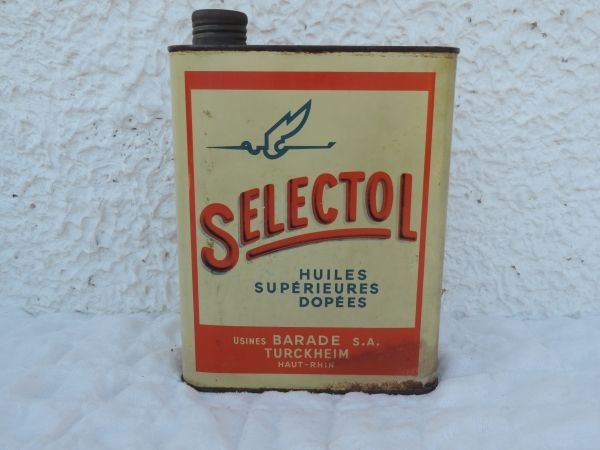 SELECTOL
HUILES
SUPÉRIEURES
DOPÉES
USINES BARADE S.A.
TURCKHEIM
HAUT-RHIN